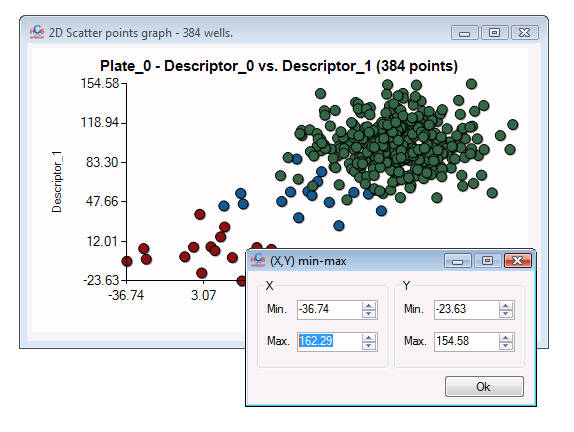 2D Scatter points graph - 384 wells.
Plate_0 - Descriptor_0 vs. Descriptor_1 (384 points)
154.58
118.94
83.30
47.66
12.01
-23.63
Descriptor_1
-36.74 3.07
(X,Y) min-max
X Y
Min. -36.74 Min. -23.63
Max. 162.29 Max. 154.58
Ok